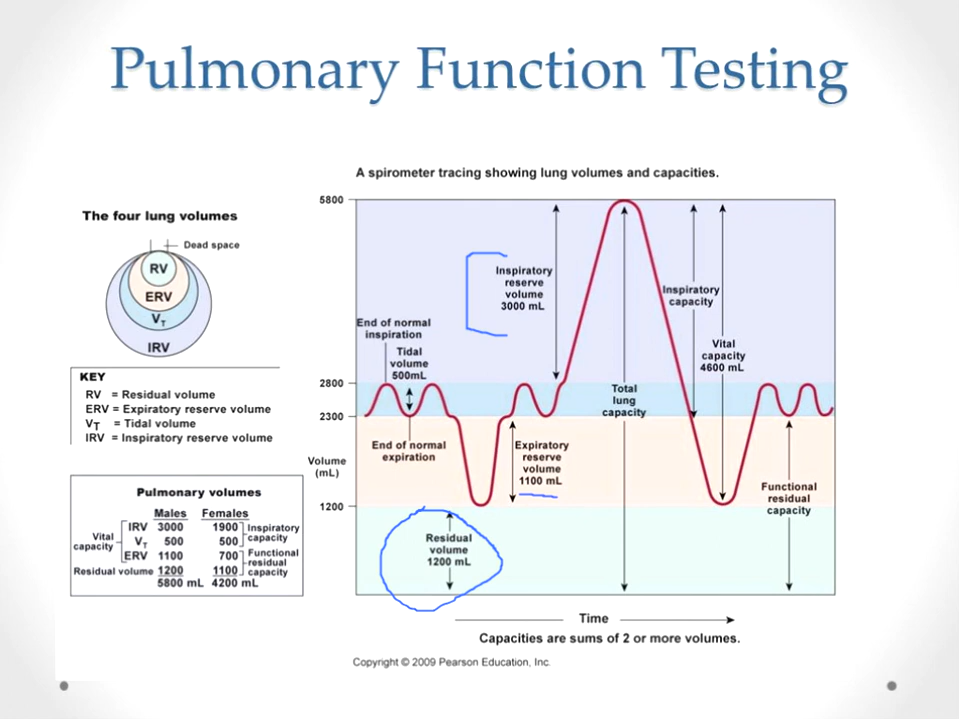 Pulmonary Function Testing
A spirometer tracing showing lung volumes and capacities.
The four lung volumes
Dead space
RV
ERV
VT
IRV
KEY
RV = Residual volume
ERV = Expiratory reserve volume
VT = Tidal volume
IRV = Inspiratory reserve volume
Pulmonary volumes
Males Females
Vital
capacity
IRV 3000 1900
VT 500 500
ERV 1100 700
Residual volume 1200 1100
5800 mL 4200 mL
Inspiratory
capacity
Functional
residual
capacity
Volume
(mL)
5800
2800
2300
1200
End of normal
inspiration
Tidal
volume
500mL
End of normal
expiration
Inspiratory
reserve
volume
3000 mL
Expiratory
reserve
volume
1100 mL
Residual
volume
1200 mL
Total
lung
capacity
Inspiratory
capacity
Vital
capacity
4600 mL
Functional
residual
capacity
Time
Capacities are sums of 2 or more volumes.
Copyright © 2009 Pearson Education, Inc.